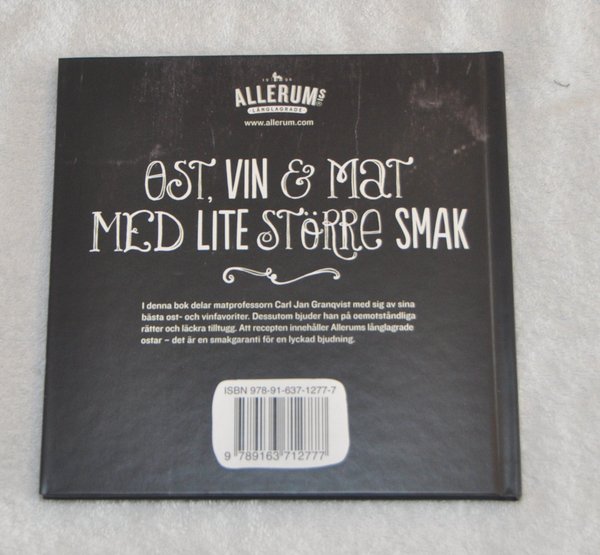 ALLERUMS
LÅNGLAGRADE
www.allerum.com
OST, VIN & MAT
MED LITE STÖRRE SMAK
I denna bok delar matprofessorn Carl Jan Granqvist med sig av sina
bästa ost- och vinfavoriter. Dessutom bjuder han på oemotståndliga
rätter och läckra tilltugg. Att recepten innehåller Allerums långlagrade
ostar – det är en smakgaranti för en lyckad bjudning.
ISBN 978-91-637-1277-7
9 789163 712777